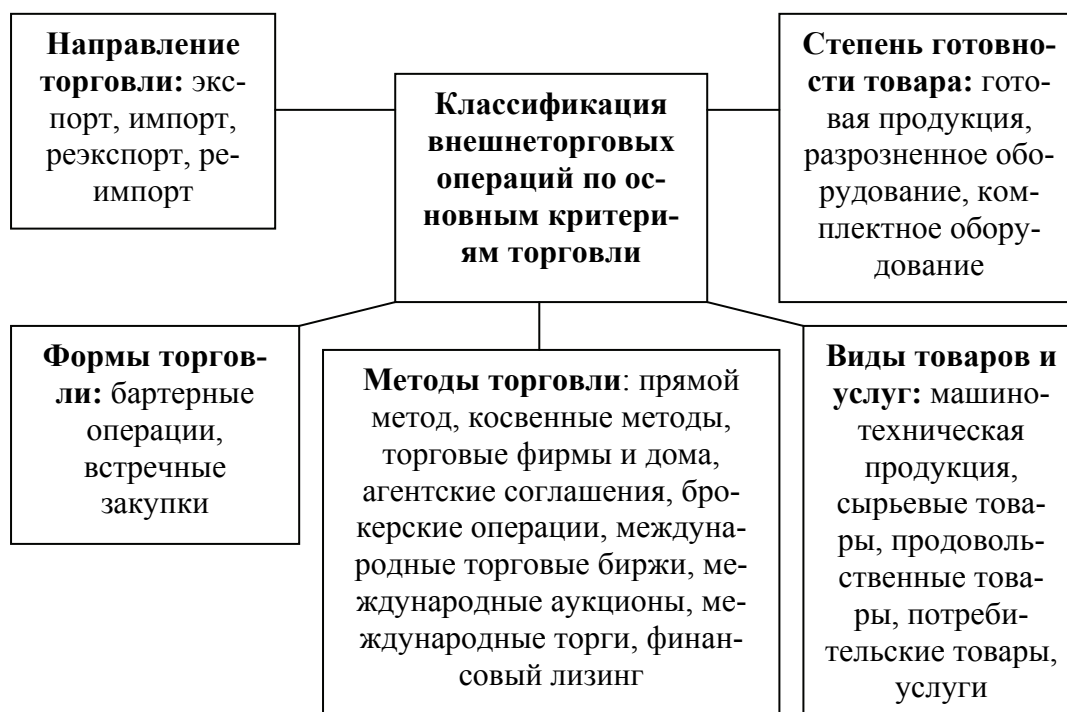 Направление
торговли: экс-
порт, импорт,
реэкспорт, ре-
импорт
Классификация
внешнеторговых
операций по ос-
новным критери-
ям торговли
Степень готовно-
сти товара: гото-
вая продукция,
разрозненное обо-
рудование, ком-
плектное обору-
дование
Формы торгов-
ли: бартерные
операции,
встречные
закупки
Методы торговли: прямой
метод, косвенные методы,
торговые фирмы и дома,
агентские соглашения, бро-
керские операции, междуна-
родные торговые биржи, ме-
ждународные аукционы, ме-
ждународные торги, финан-
совый лизинг
Виды товаров и
услуг: машино-
техническая
продукция,
сырьевые това-
ры, продоволь-
ственные това-
ры, потреби-
тельские товары,
услуги